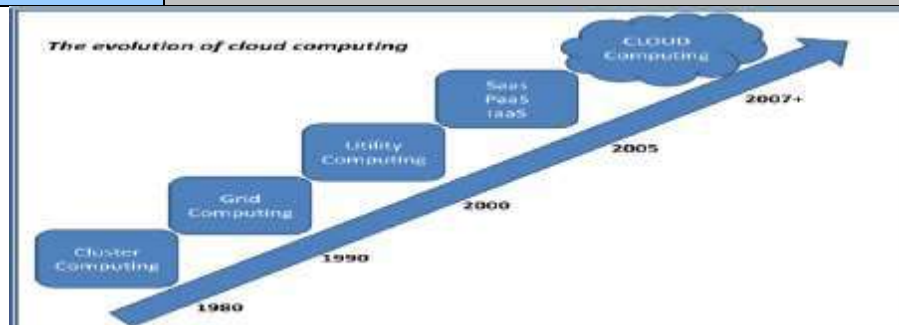 The evolution of cloud computing
CLOUD
Computing
Saas
PaaS
IaaS
2007+
Utility
Computing
2005
Grid
Computing
2000
Cluster
Computing
1990
1980